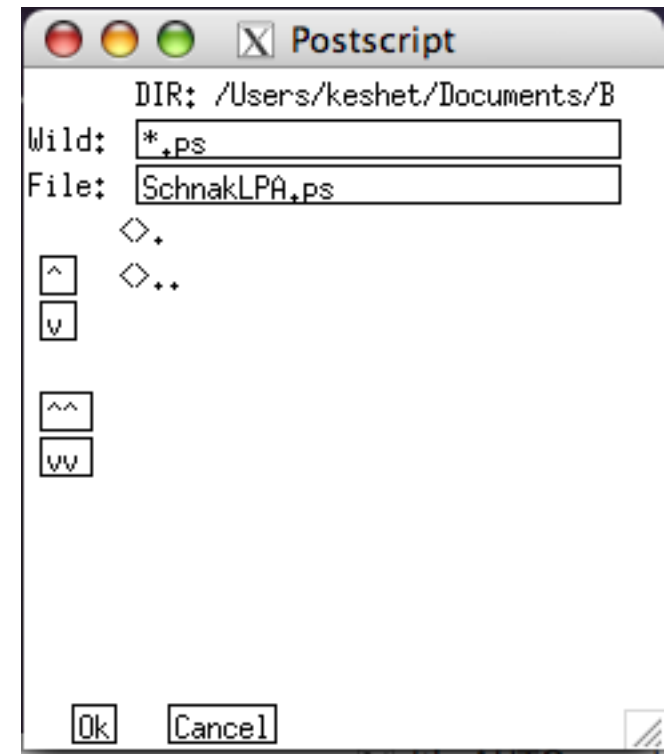 X Postscript
DIR: /Users/keshet/Documents/B
Wild: *.ps
File: SchnakLPA.ps
<>.
^ <>..
v
^^
vv
Ok Cancel